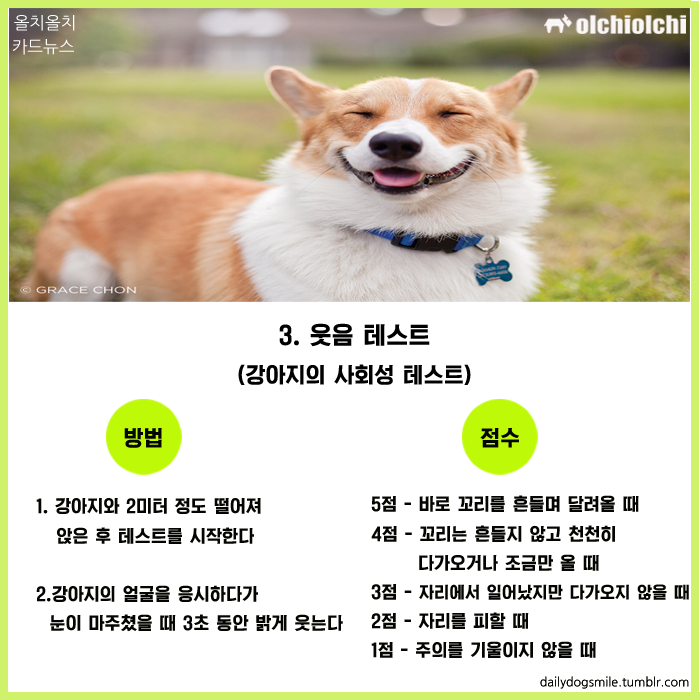 올치올치
카드뉴스
olchiolchi
© GRACE CHON
3. 웃음 테스트
(강아지의 사회성 테스트)
방법
1. 강아지와 2미터 정도 떨어져
앉은 후 테스트를 시작한다
2.강아지의 얼굴을 응시하다가
눈이 마주쳤을 때 3초 동안 밝게 웃는다
점수
5점 - 바로 꼬리를 흔들며 달려올 때
4점 - 꼬리는 흔들지 않고 천천히
다가오거나 조금만 올 때
3점 - 자리에서 일어났지만 다가오지 않을 때
2점 - 자리를 피할 때
1점 - 주의를 기울이지 않을 때
dailydogsmile.tumblr.com